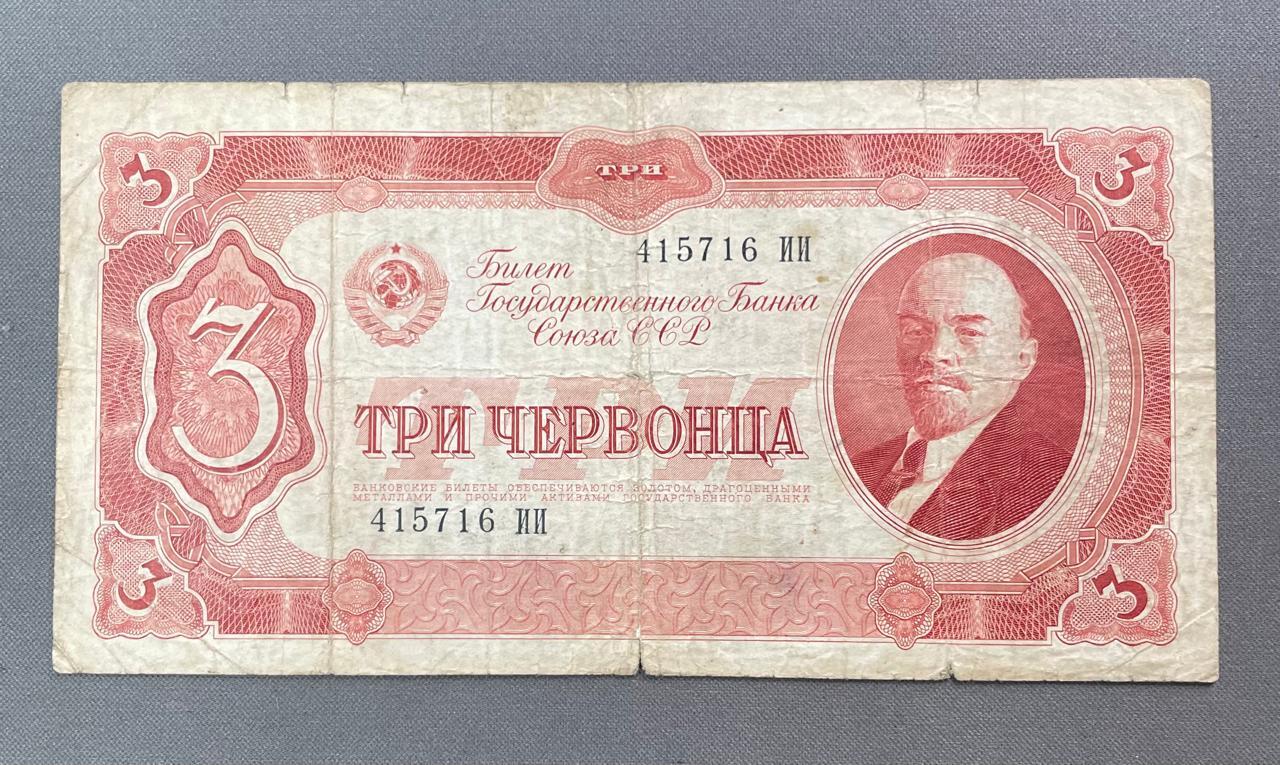 3
ТРИ
3
415716 ИИ
Билет
Государственного Банка
Союза ССР
3
ТРИ
ТРИ ЧЕРВОНЦА
БАНКОВСКИЕ БИЛЕТЫ ОБЕСПЕЧИВАЮТСЯ ЗОЛОТОМ, ДРАГОЦЕННЫМИ
МЕТАЛЛАМИ И ПРОЧИМИ АКТИВАМИ ГОСУДАРСТВЕННОГО БАНКА
415716 ИИ
3
3